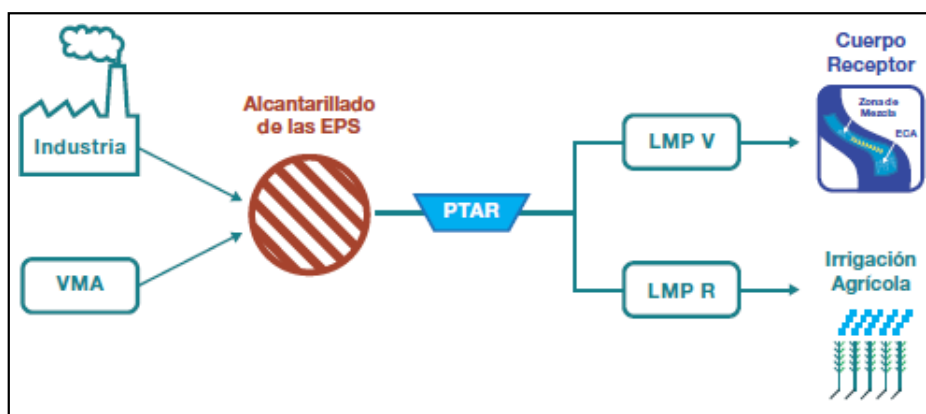 Industria
VMA
Alcantarillado
de las EPS
PTAR
LMP V
LMP R
Cuerpo
Receptor
Zona de
Mezcla
ECA
Irrigación
Agrícola